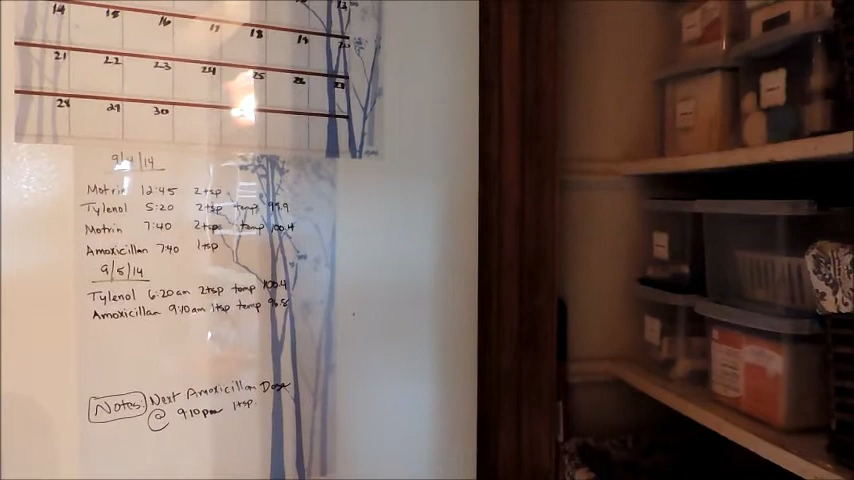 14 15 16 17 18 19 20
21 22 23 24 25 26
28 29 30
9/4/14
Motrin 12:45 2tsp
Tylenol 5:20 2tsp temp 99.9
Motrin 7:40 2tsp temp 100.4
Amoxicillan 7:40 1tsp
9/5/14
Tylenol 6:20am 2tsp temp 100.4
Amoxicillan 9:10am 1tsp temp 96.8
Notes: Next Amoxicillan Dose
@ 910pm 1tsp.